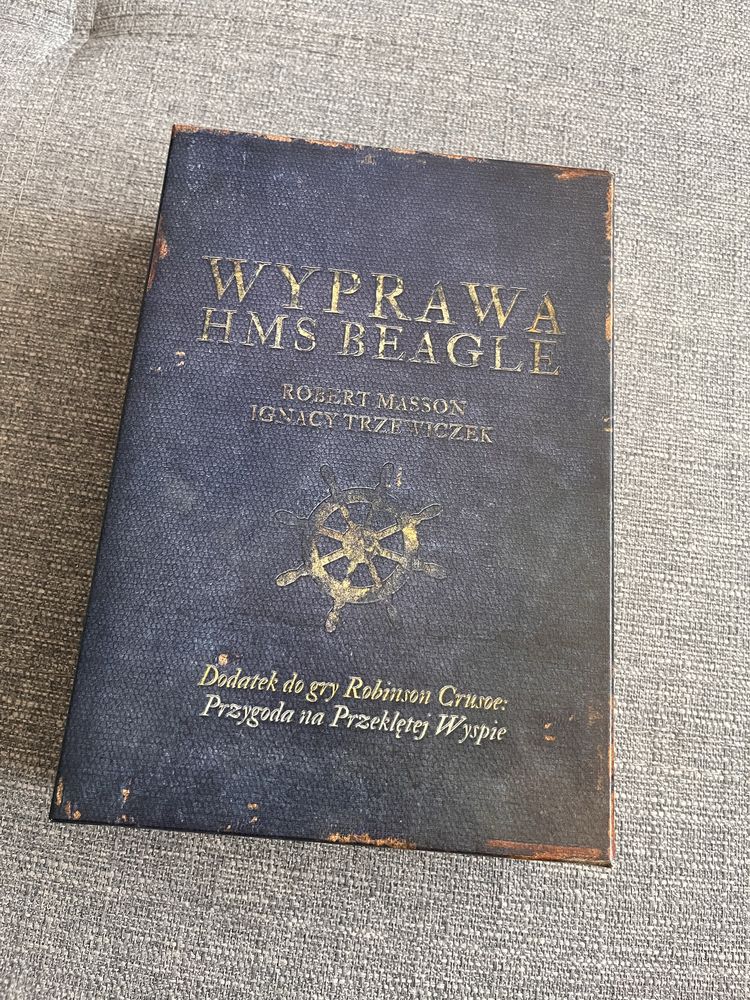 WYPRAWA
HMS BEAGLE
ROBERT MASSON
IGNACY TRZEWICZEK
Dodatek do gry Robinson Crusoe:
Przygoda na Przeklętej Wyspie